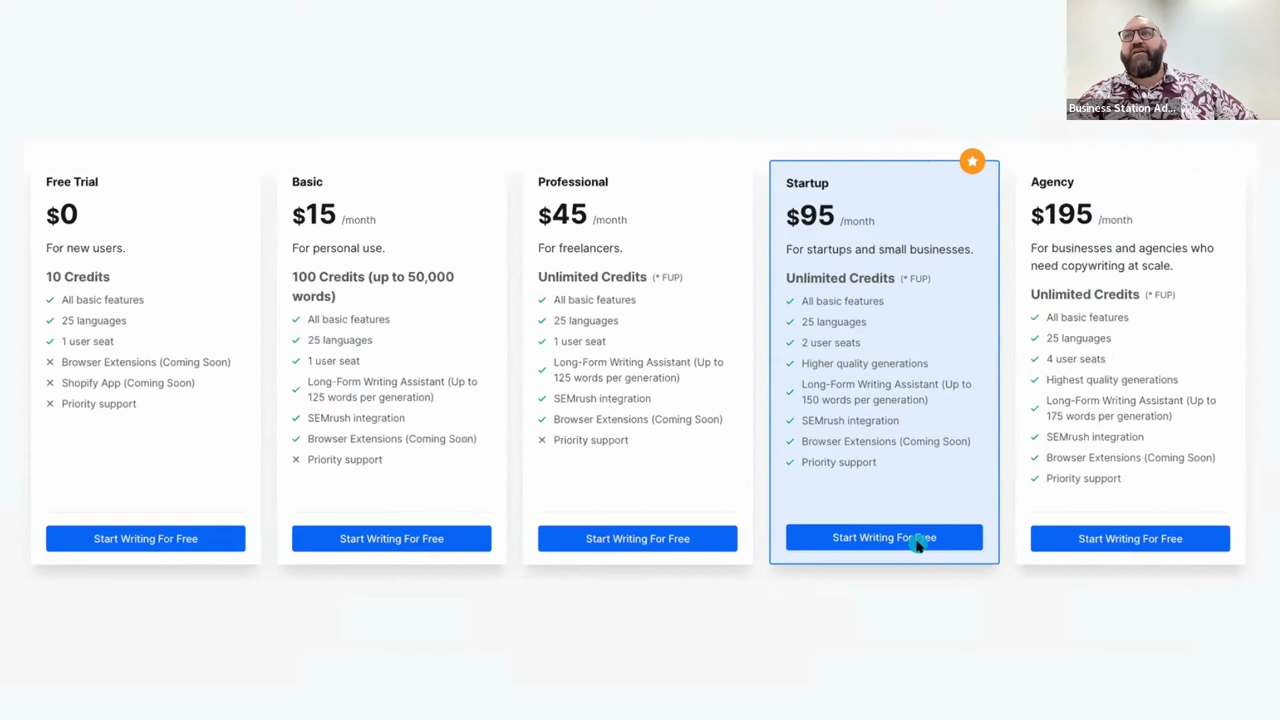 Business Station Ad...
Free Trial
$0
For new users.
10 Credits
All basic features
25 languages
1 user seat
Browser Extensions (Coming Soon)
Shopify App (Coming Soon)
Priority support
Start Writing For Free
Basic
$15 /month
For personal use.
100 Credits (up to 50,000
words)
All basic features
25 languages
1 user seat
Long-Form Writing Assistant (Up to
125 words per generation)
SEMrush integration
Browser Extensions (Coming Soon)
Priority support
Start Writing For Free
Professional
$45 /month
For freelancers.
Unlimited Credits (* FUP)
All basic features
25 languages
1 user seat
Long-Form Writing Assistant (Up to
125 words per generation)
SEMrush integration
Browser Extensions (Coming Soon)
Priority support
Start Writing For Free
Startup
$95 /month
For startups and small businesses.
Unlimited Credits (* FUP)
All basic features
25 languages
2 user seats
Higher quality generations
Long-Form Writing Assistant (Up to
150 words per generation)
SEMrush integration
Browser Extensions (Coming Soon)
Priority support
Start Writing For Free
Agency
$195 /month
For businesses and agencies who
need copywriting at scale.
Unlimited Credits (* FUP)
All basic features
25 languages
4 user seats
Highest quality generations
Long-Form Writing Assistant (Up to
175 words per generation)
SEMrush integration
Browser Extensions (Coming Soon)
Priority support
Start Writing For Free